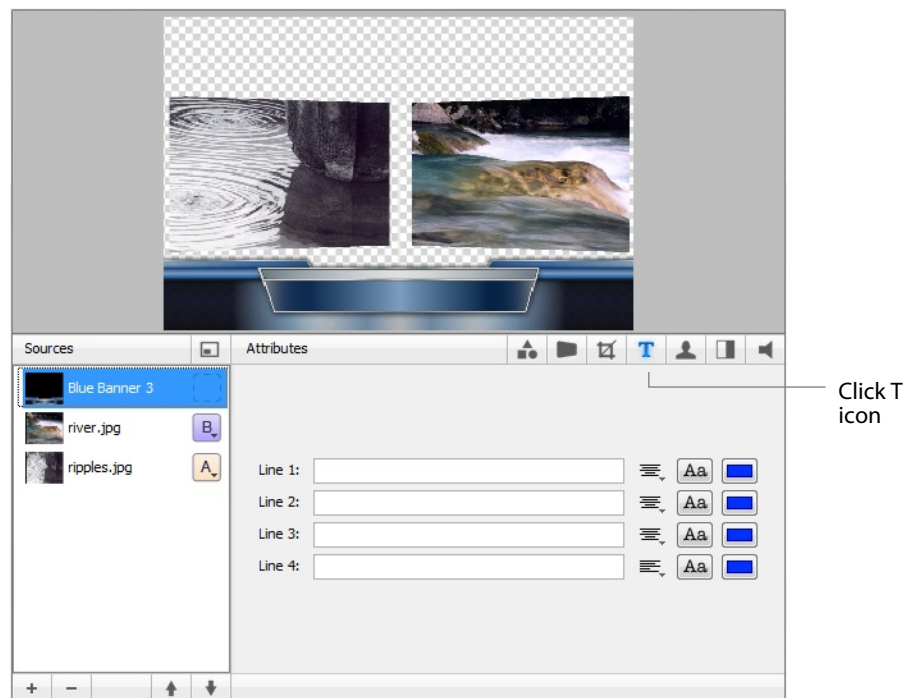 Sources
Attributes
T
Blue Banner 3
river.jpg
B
ripples.jpg
A
Line 1:
Aa
Line 2:
Aa
Line 3:
Aa
Line 4:
Aa
Click T
icon